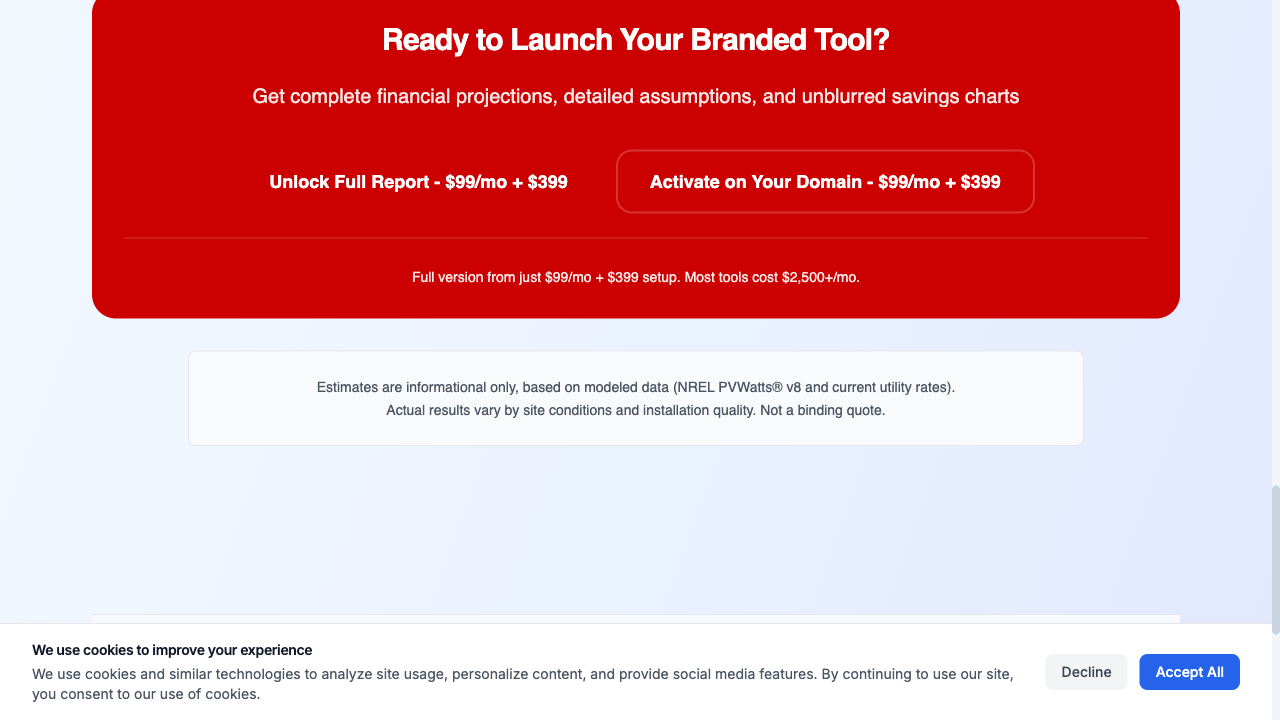 Ready to Launch Your Branded Tool?
Get complete financial projections, detailed assumptions, and unblurred savings charts
Unlock Full Report - $99/mo + $399
Activate on Your Domain - $99/mo + $399
Full version from just $99/mo + $399 setup. Most tools cost $2,500+/mo.
Estimates are informational only, based on modeled data (NREL PVWatts® v8 and current utility rates).
Actual results vary by site conditions and installation quality. Not a binding quote.
We use cookies to improve your experience
We use cookies and similar technologies to analyze site usage, personalize content, and provide social media features. By continuing to use our site,
you consent to our use of cookies.
Decline
Accept All